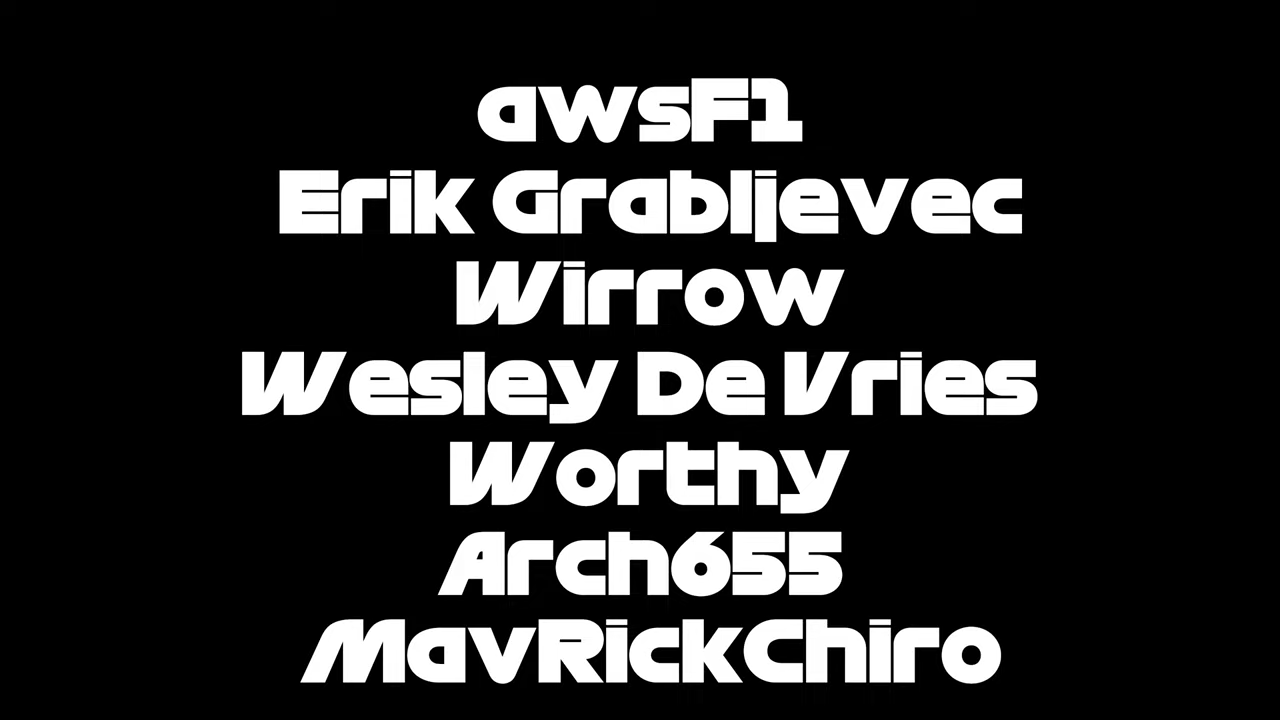 awsF1
Erik Grabljevec
Wirrow
Wesley De Vries
Worthy
Arch655
MavRickChiro